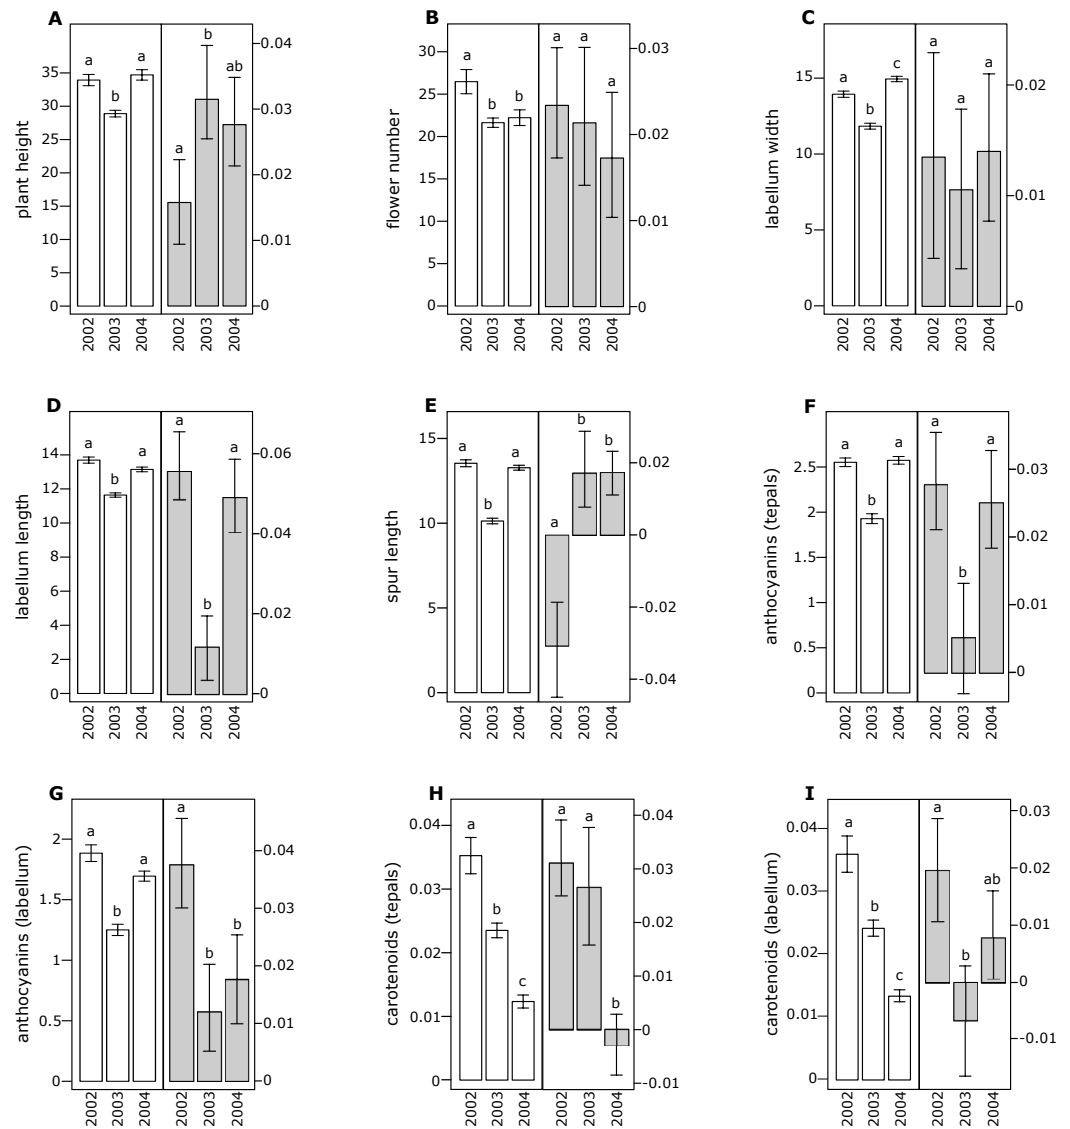 A
plant height
35
30
25
20
15
10
5
0
a
b
a
a
b
ab
0.04
0.03
0.02
0.01
0
2002
2003
2004
2002
2003
2004
B
flower number
30
25
20
15
10
5
0
a
b
b
a
a
a
0.03
0.02
0.01
0
2002
2003
2004
2002
2003
2004
C
labellum width
15
10
5
0
a
b
c
a
a
a
0.02
0.01
0
2002
2003
2004
2002
2003
2004
D
labellum length
14
12
10
8
6
4
2
0
a
b
a
a
b
a
0.06
0.04
0.02
0
2002
2003
2004
2002
2003
2004
E
spur length
15
10
5
0
a
b
a
a
b
b
0.02
0
-0.02
-0.04
2002
2003
2004
2002
2003
2004
F
anthocyanins (tepals)
2.5
2
1.5
1
0.5
0
a
b
a
a
b
a
0.03
0.02
0.01
0
2002
2003
2004
2002
2003
2004
G
anthocyanins (labellum)
2
1.5
1
0.5
0
a
b
a
a
b
b
0.04
0.03
0.02
0.01
0
2002
2003
2004
2002
2003
2004
H
carotenoids (tepals)
0.04
0.03
0.02
0.01
0
a
b
c
a
a
b
0.04
0.03
0.02
0.01
0
-0.01
2002
2003
2004
2002
2003
2004
I
carotenoids (labellum)
0.04
0.03
0.02
0.01
0
a
b
c
a
b
ab
0.03
0.02
0.01
0
-0.01
2002
2003
2004
2002
2003
2004